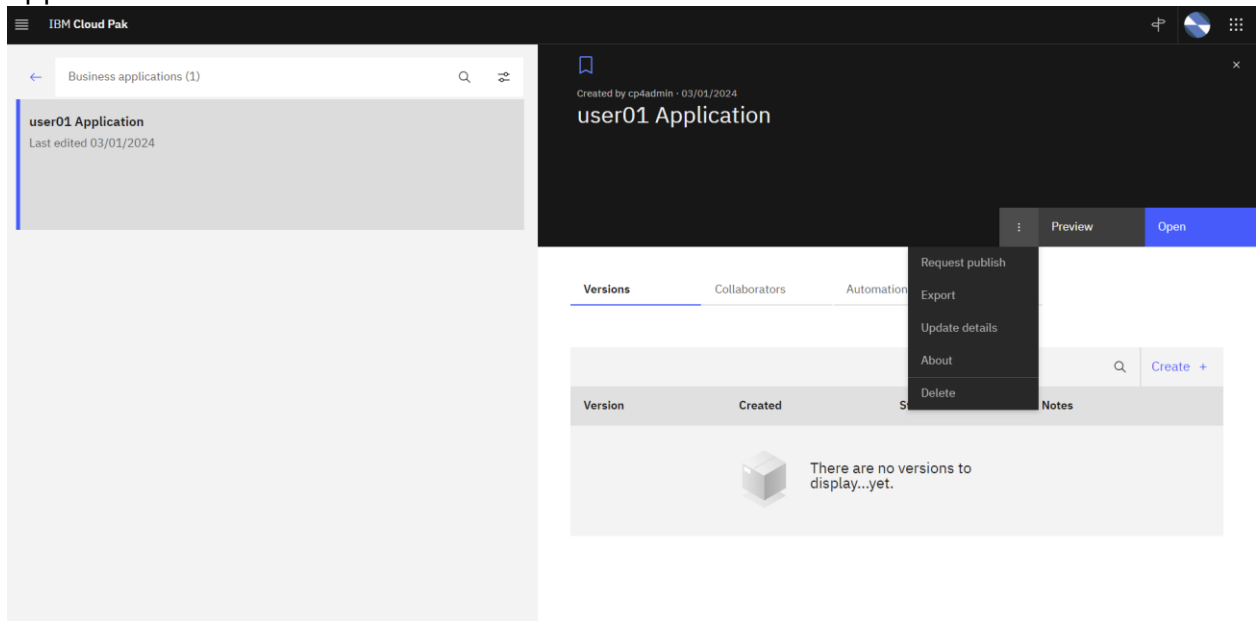 IBM Cloud Pak
Business applications (1)
user01 Application
Last edited 03/01/2024
Created by cp4admin · 03/01/2024
user01 Application
Preview
Open
Request publish
Export
Update details
About
Delete
Versions
Collaborators
Automation
Create +
Version
Created
Notes
There are no versions to
display...yet.